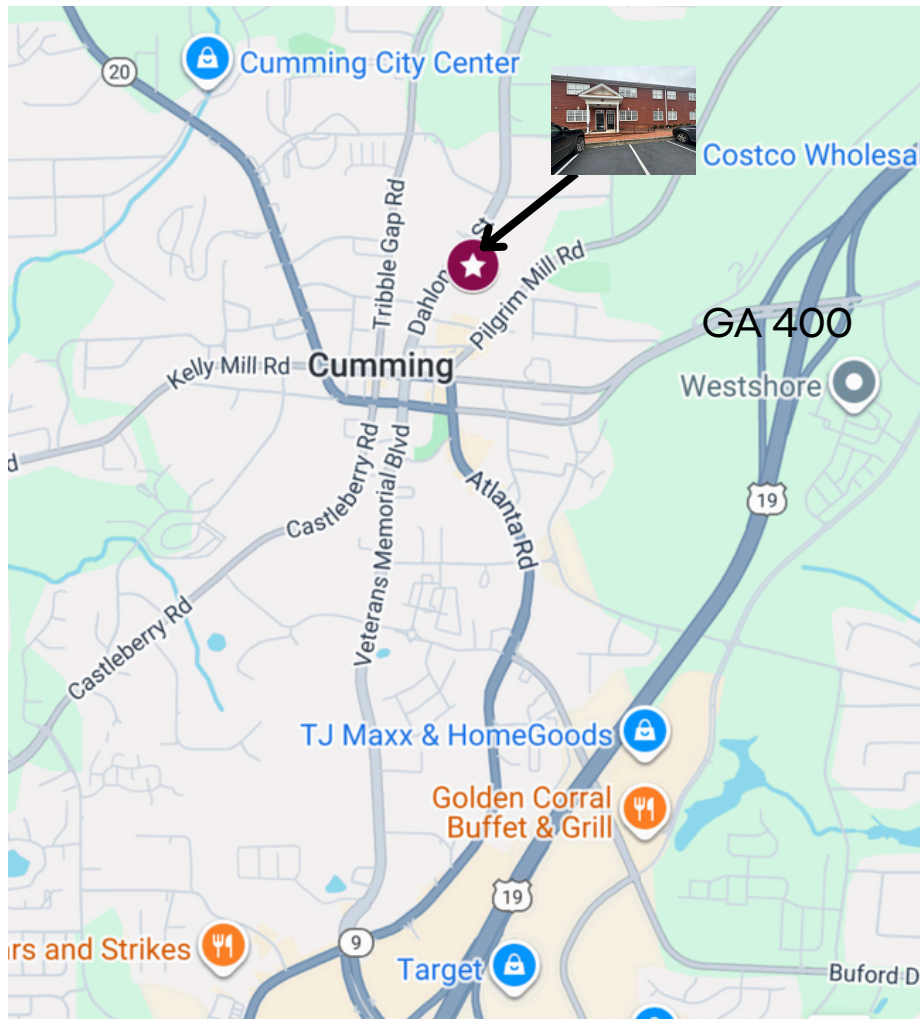 20
Cumming City Center
Costco Wholesa
Tribble Gap Rd
Dahlon
St
Pilgrim Mill Rd
GA 400
Kelly Mill Rd
Cumming
Westshore
d
19
Castleberry Rd
Veterans Memorial Blvd
Atlanta Rd
Castleberry Rd
TJ Maxx & HomeGoods
Golden Corral
Buffet & Grill
19
9
rs and Strikes
Target
Buford D